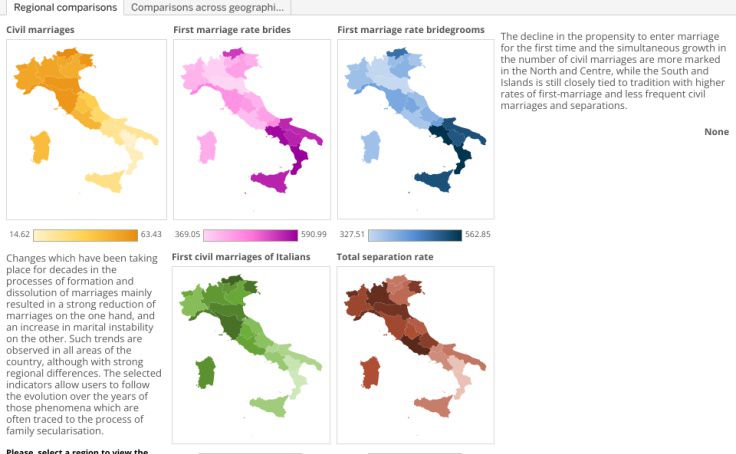 Regional comparisons
Comparisons across geographi...
Civil marriages
First marriage rate brides
First marriage rate bridegrooms
The decline in the propensity to enter marriage
for the first time and the simultaneous growth in
the number of civil marriages are more marked
in the North and Centre, while the South and
Islands is still closely tied to tradition with higher
rates of first-marriage and less frequent civil
marriages and separations.
None
14.62
63.43
369.05
590.99
327.51
562.85
Changes which have been taking
place for decades in the
processes of formation and
dissolution of marriages mainly
resulted in a strong reduction of
marriages on the one hand, and
an increase in marital instability
on the other. Such trends are
observed in all areas of the
country, although with strong
regional differences. The selected
indicators allow users to follow
the evolution over the years of
those phenomena which are
often traced to the process of
family secularisation.
First civil marriages of Italians
Total separation rate
Please, select a region to view the